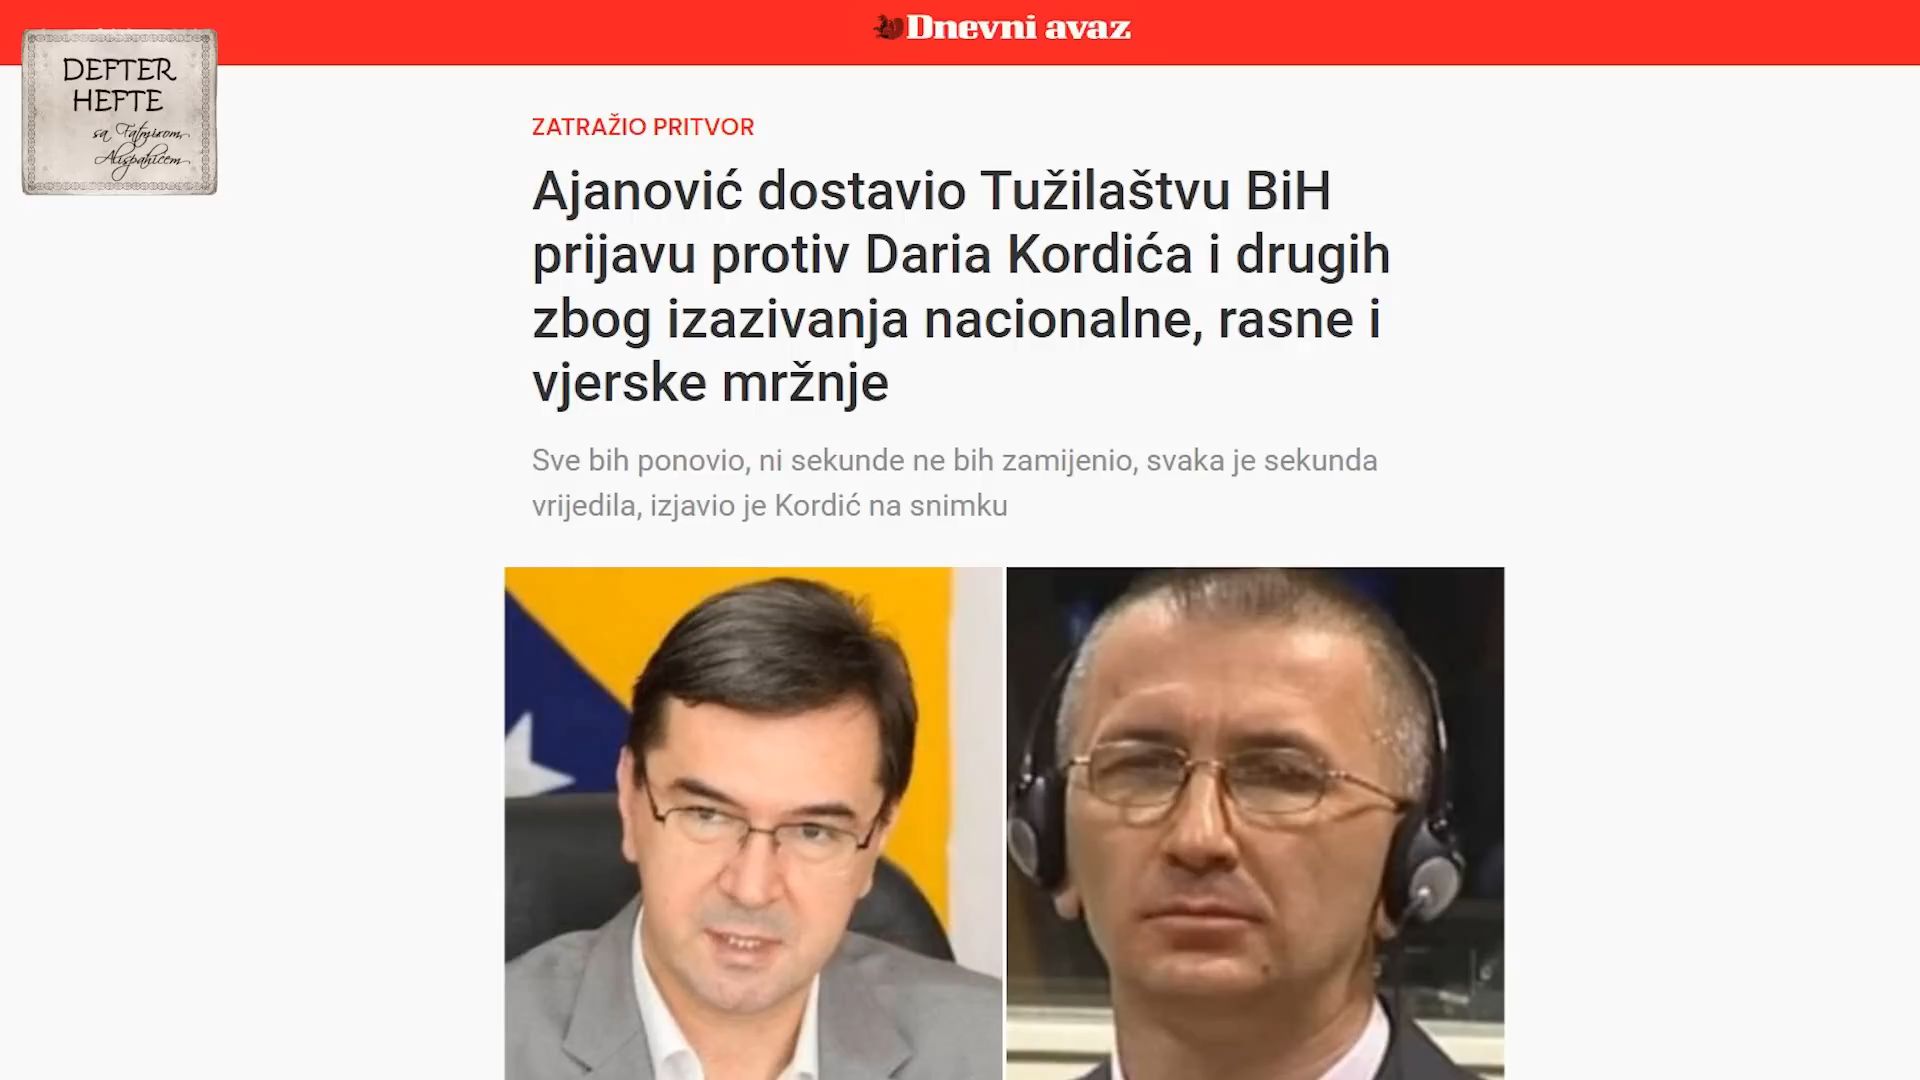 Dnevni avaz
DEFTER
HEFTE
sa Fatmirom
Alispahićem
ZATRAŽIO PRITVOR
Ajanović dostavio Tužilaštvu BiH
prijavu protiv Daria Kordića i drugih
zbog izazivanja nacionalne, rasne i
vjerske mržnje
Sve bih ponovio, ni sekunde ne bih zamijenio, svaka je sekunda
vrijedila, izjavio je Kordić na snimku